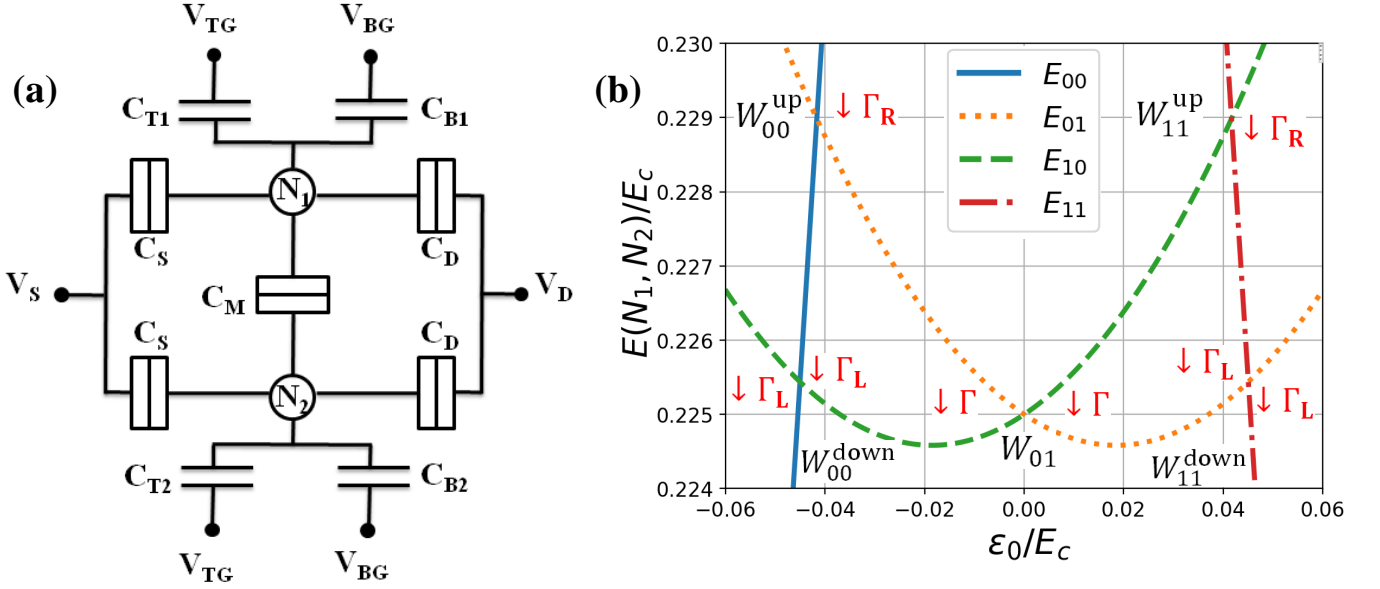 (a)
V_TG V_BG
C_T1 C_B1
N_1
C_S C_D
V_S C_M V_D
C_S C_D
N_2
C_T2 C_B2
V_TG V_BG
(b)
E(N_1, N_2)/E_c
0.230
0.229
0.228
0.227
0.226
0.225
0.224
E_00
E_01
E_10
E_11
W_00^up ↓ Γ_R W_11^up ↓ Γ_R
↓ Γ_L ↓ Γ_L ↓ Γ ↓ Γ ↓ Γ_L ↓ Γ_L
W_00^down W_01 W_11^down
−0.06 −0.04 −0.02 0.00 0.02 0.04 0.06
ε_0/E_c